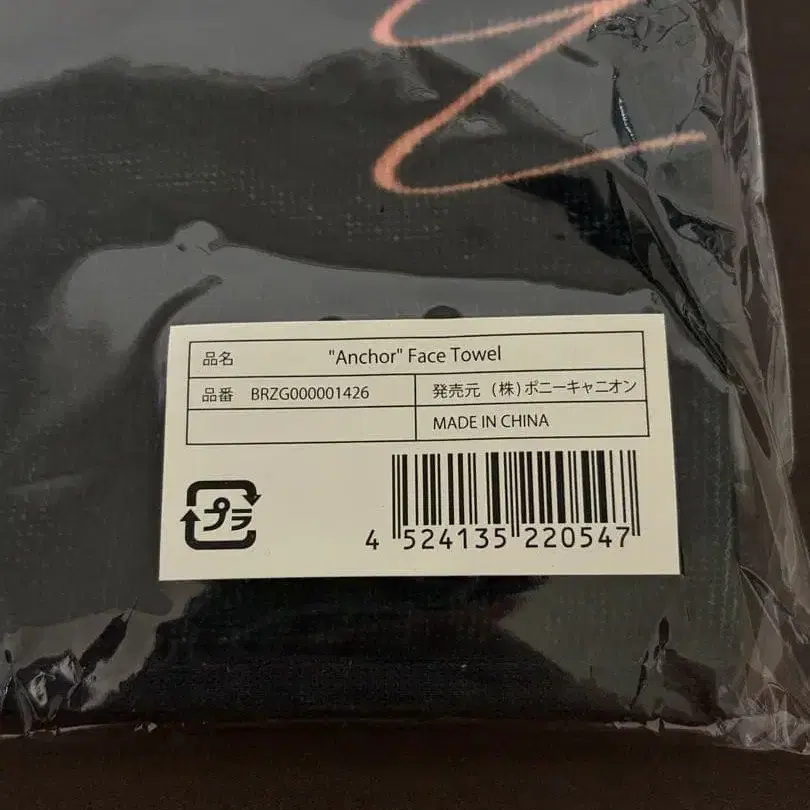 品名 "Anchor" Face Towel
品番 BRZG000001426 発売元 (株)ポニーキャニオン
MADE IN CHINA
プラ
4 524135 220547